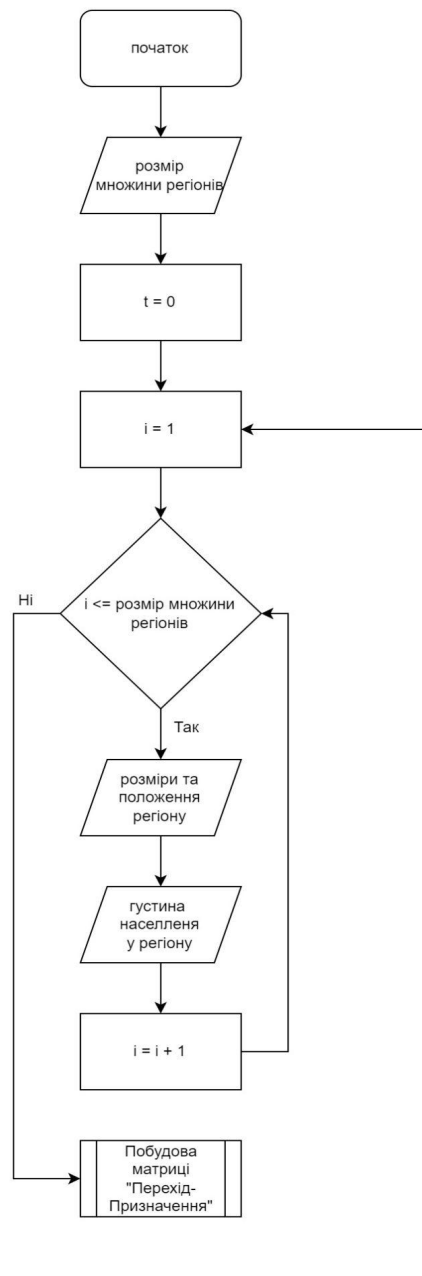 початок
розмір
множини регіонів
t = 0
i = 1
i <= розмір множини
регіонів
Ні
Так
розміри та
положення
регіону
густина
населленя
у регіону
i = i + 1
Побудова
матриці
"Перехід-
Призначення"